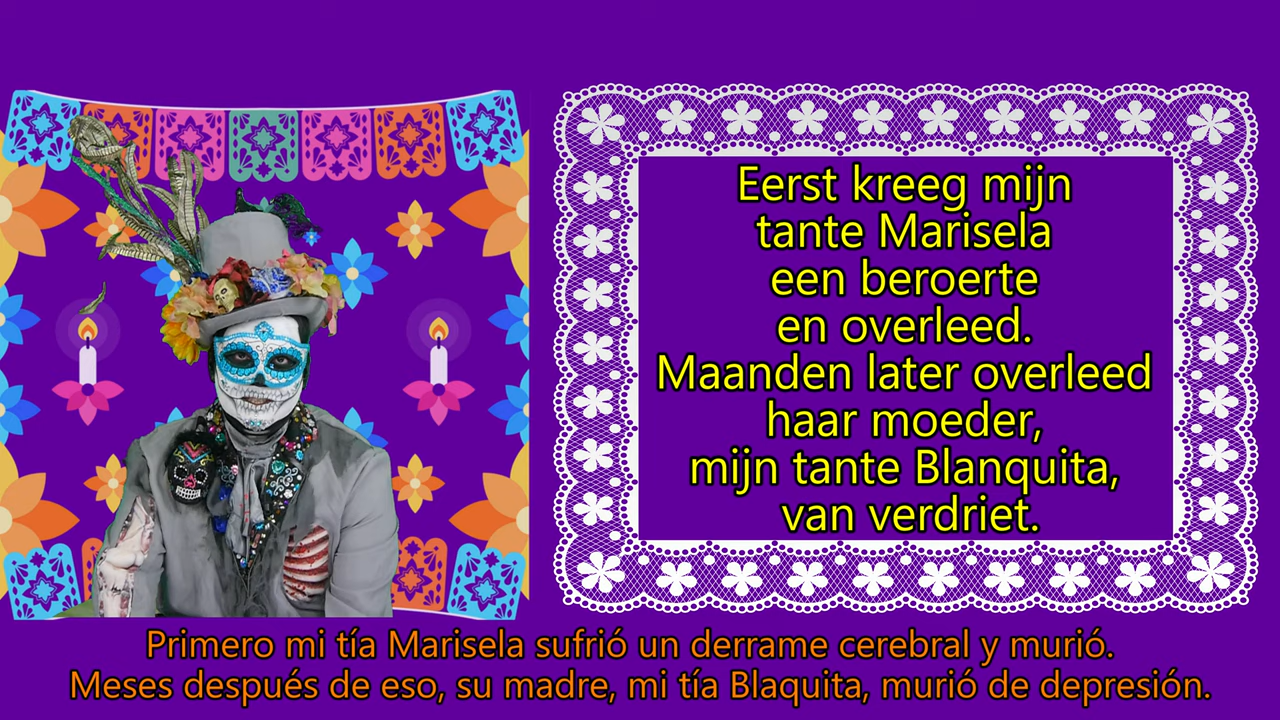 Eerst kreeg mijn
tante Marisela
een beroerte
en overleed.
Maanden later overleed
haar moeder,
mijn tante Blanquita,
van verdriet.
Primero mi tía Marisela sufrió un derrame cerebral y murió.
Meses después de eso, su madre, mi tía Blaquita, murió de depresión.